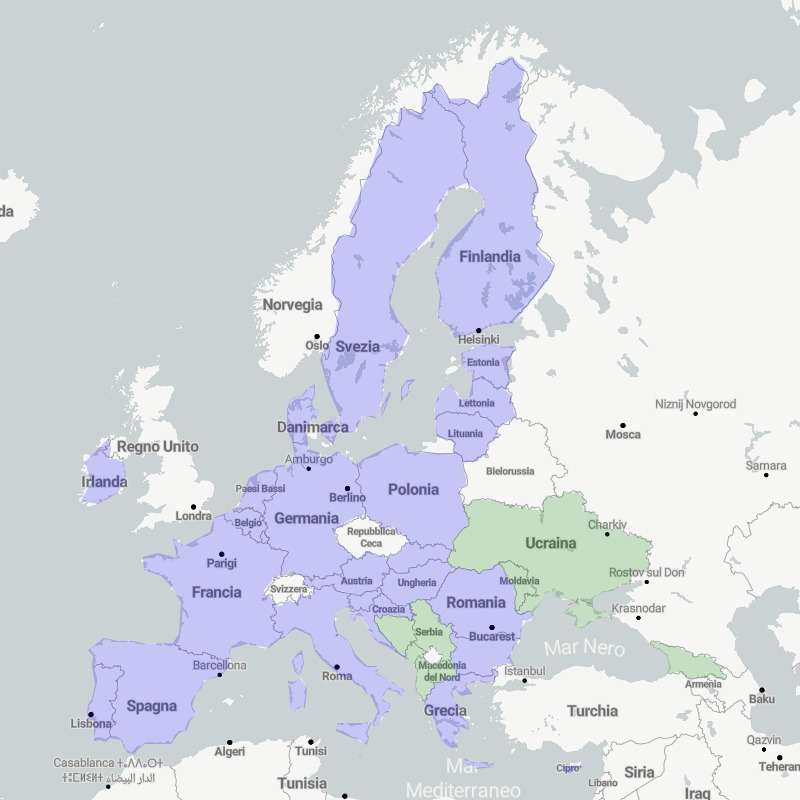 da
Finlandia
Norvegia
Oslo
Svezia
Helsinki
Estonia
Lettonia
Niznij Novgorod
Mosca
Danimarca
Lituania
Regno Unito
Amburgo
Bielorussia
Samara
Irlanda
Paesi Bassi
Berlino
Polonia
Londra
Belgio
Germania
Charkiv
Repubblica
Ceca
Ucraina
Parigi
Rostov sul Don
Francia
Svizzera
Austria
Ungheria
Moldavia
Croazia
Romania
Krasnodar
Serbia
Bucarest
Mar Nero
Barcellona
Roma
Macedonia
del Nord
Istanbul
Armenia
Baku
Lisbona
Spagna
Grecia
Turchia
Algeri
Tunisi
Qazvin
Casablanca ⵜⴰⴷⴷⴰⵔⵜ
الدار البيضاء
Tunisia
Mar
Mediterraneo
Cipro
Libano
Siria
Teheran
Iraq